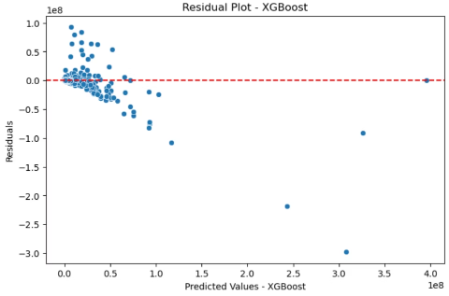 Residual Plot - XGBoost
1e8
1.0
0.5
0.0
−0.5
−1.0
−1.5
−2.0
−2.5
−3.0
Residuals
0.0 0.5 1.0 1.5 2.0 2.5 3.0 3.5 4.0
1e8
Predicted Values - XGBoost